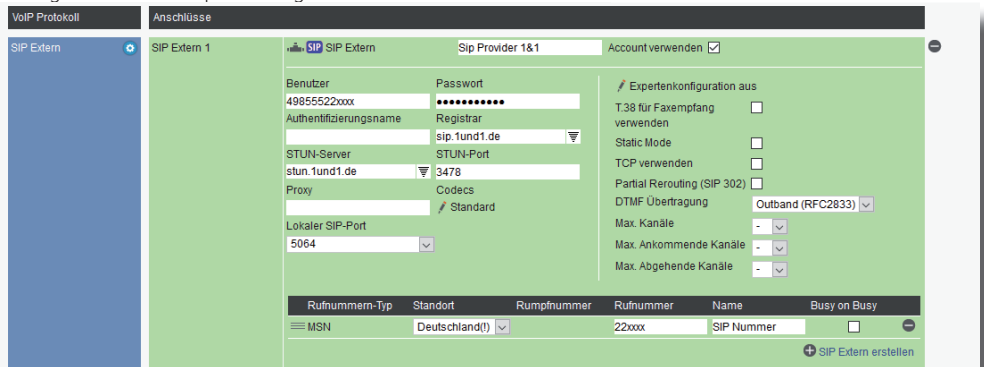 VoIP Protokoll
Anschlüsse
SIP Extern
SIP Extern 1
SIP SIP Extern
Sip Provider 1&1
Account verwenden
Benutzer
Passwort
49855522xxxx
●●●●●●●●●●●
Authentifizierungsname
Registrar
sip.1und1.de
STUN-Server
STUN-Port
stun.1und1.de
3478
Proxy
Codecs
Standard
Lokaler SIP-Port
5064
Expertenkonfiguration aus
T.38 für Faxempfang
verwenden
Static Mode
TCP verwenden
Partial Rerouting (SIP 302)
DTMF Übertragung
Outband (RFC2833)
Max. Kanäle
-
Max. Ankommende Kanäle
-
Max. Abgehende Kanäle
-
Rufnummern-Typ Standort Rumpfnummer Rufnummer Name Busy on Busy
MSN Deutschland(!) 22xxxx SIP Nummer
SIP Extern erstellen